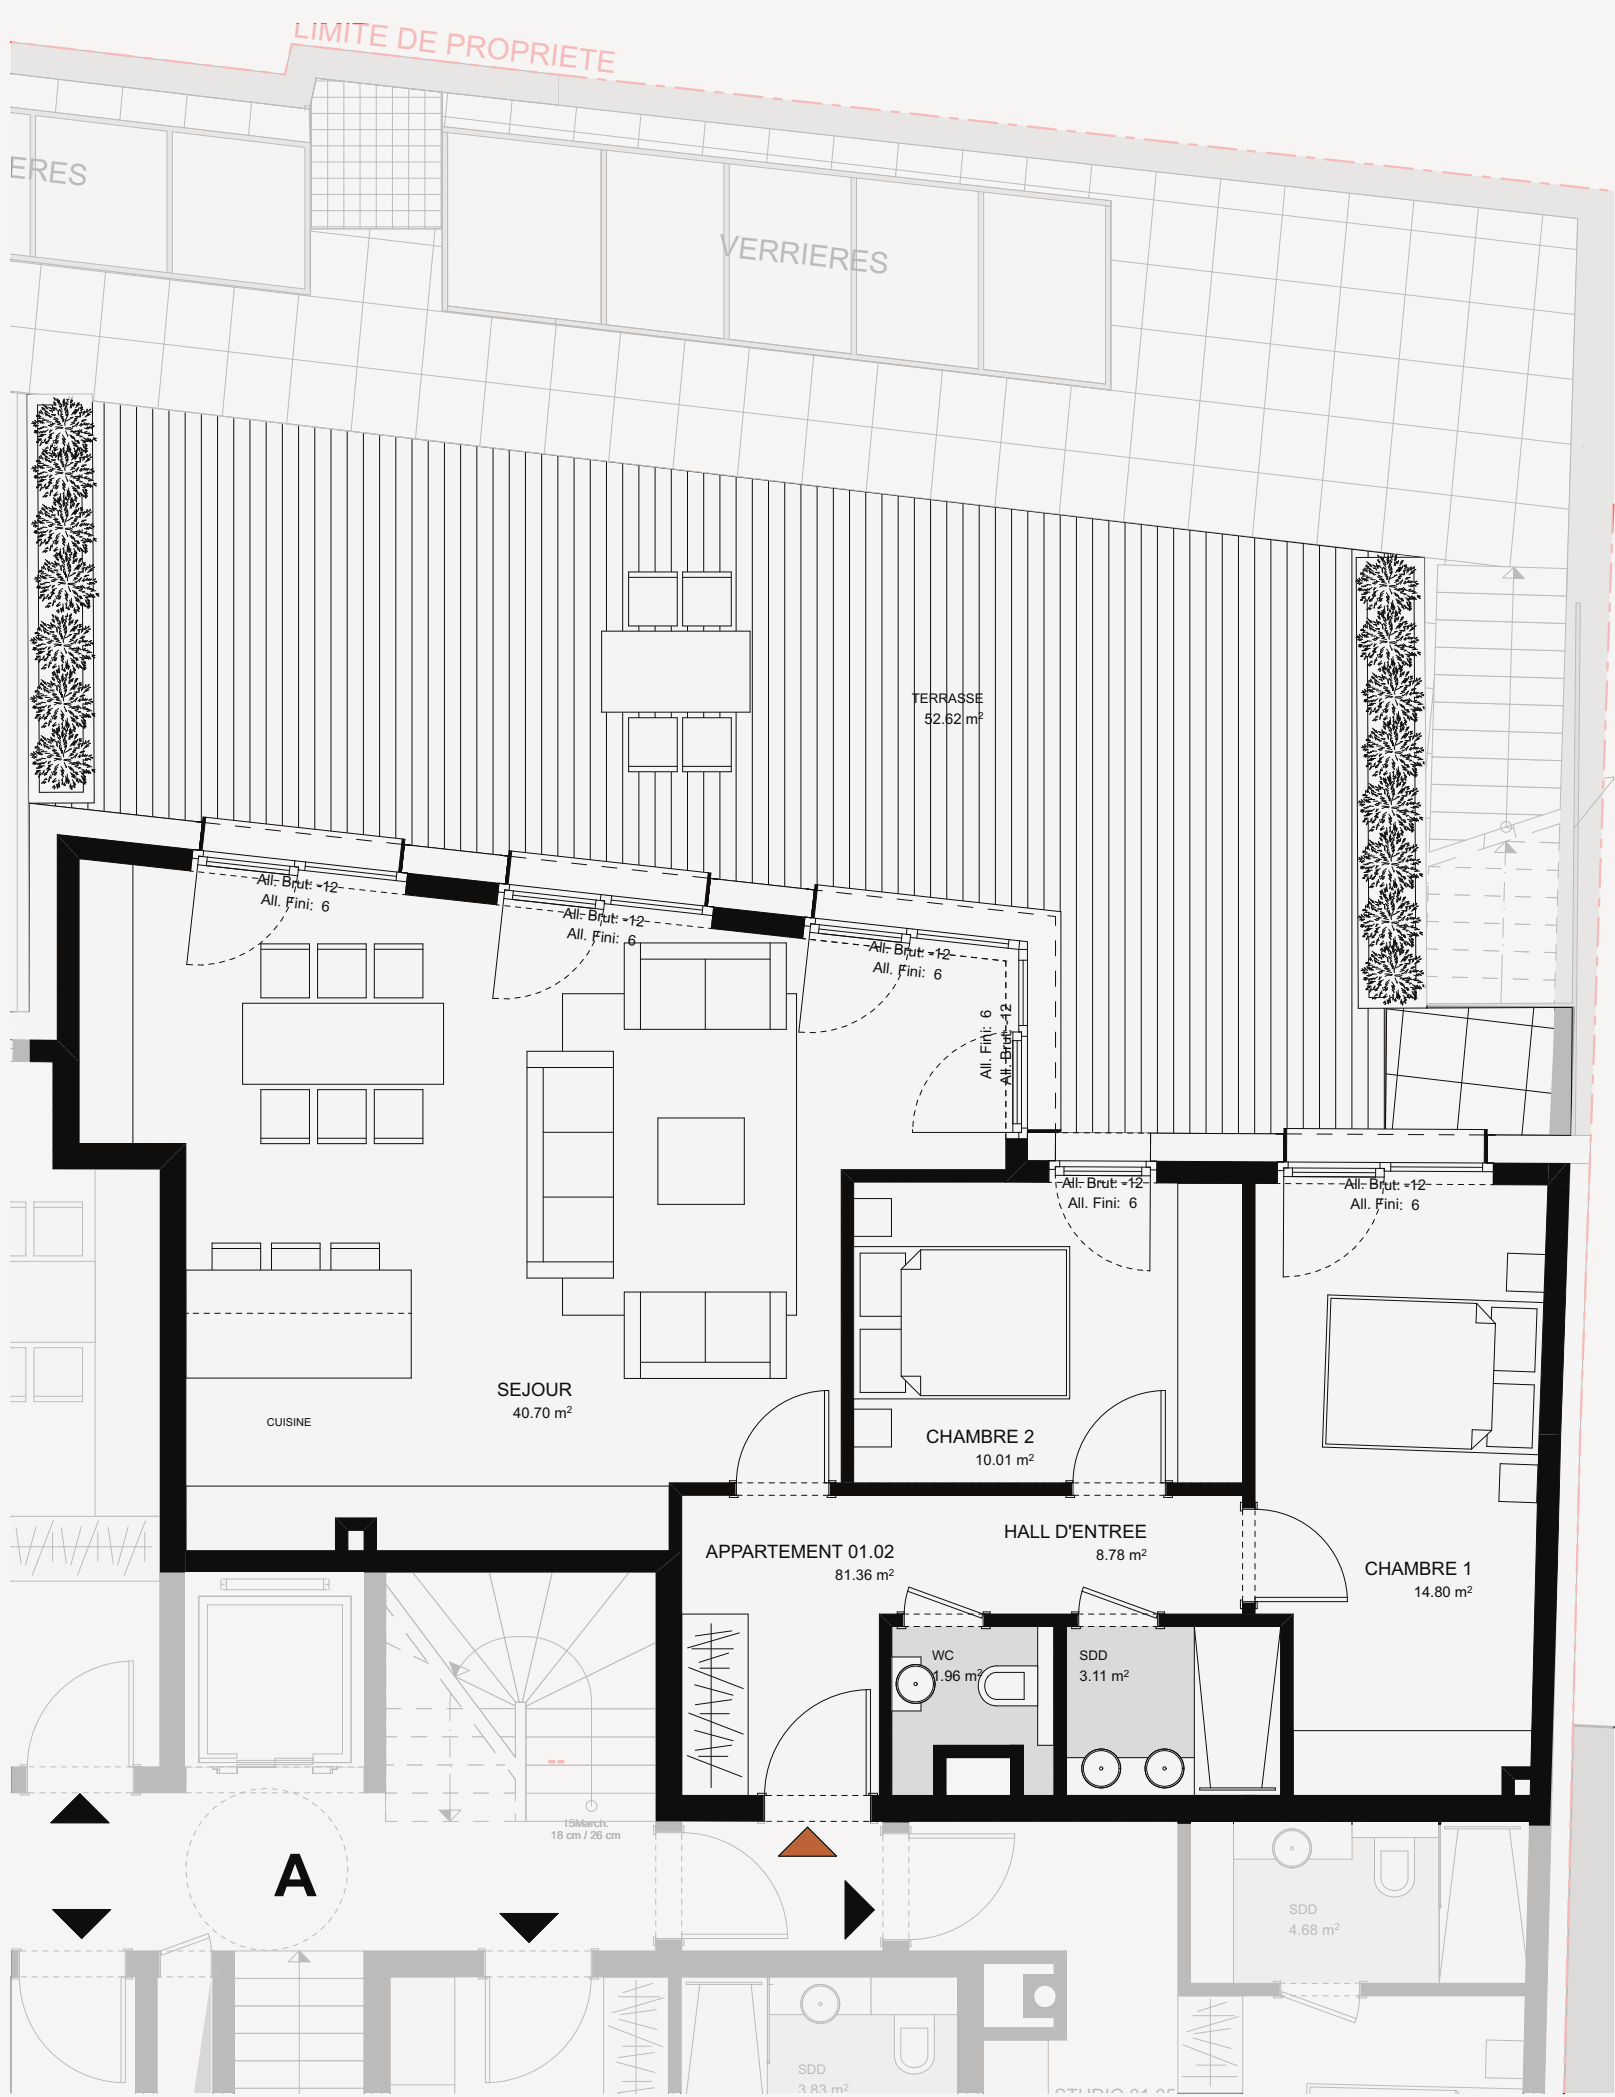 LIMITE DE PROPRIETE
VERRIERES
TERRASSE
52.62 m²
All. Brut: -12
All. Fini: 6
All. Brut: -12
All. Fini: 6
All. Brut: -12
All. Fini: 6
All. Fini: 6
All. Brut: -12
All. Brut: -12
All. Fini: 6
All. Brut: -12
All. Fini: 6
SEJOUR
40.70 m²
CUISINE
CHAMBRE 2
10.01 m²
HALL D'ENTREE
8.78 m²
APPARTEMENT 01.02
81.36 m²
CHAMBRE 1
14.80 m²
WC
1.96 m²
SDD
3.11 m²
15March.
18 cm / 26 cm
A
SDD
4.68 m²
SDD
3.83 m²